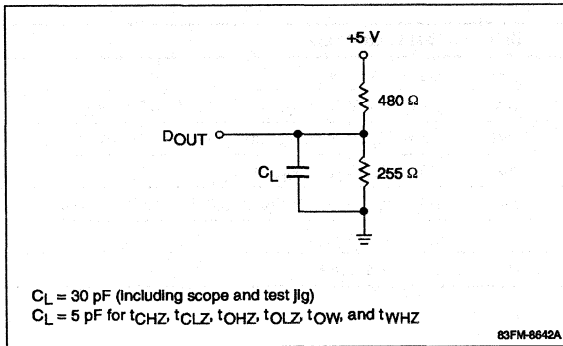 +5 V
480 Ω
DOUT
CL
255 Ω
CL = 30 pF (including scope and test jig)
CL = 5 pF for tCHZ, tCLZ, tOHZ, tOLZ, tOW, and tWHZ
83FM-8642A